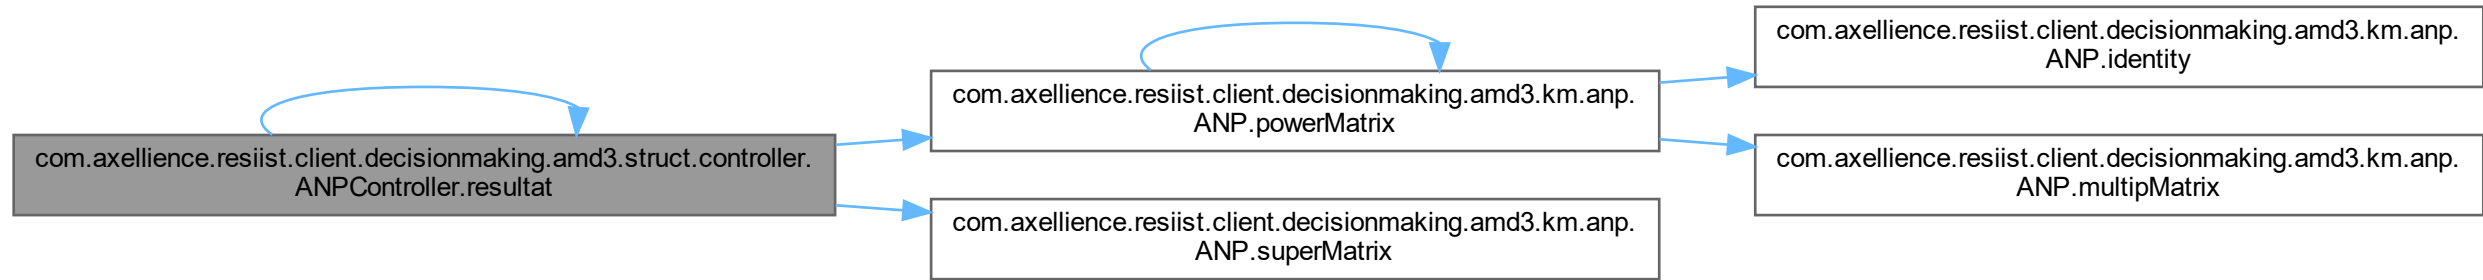 com.axellience.resiist.client.decisionmaking.amd3.struct.controller.
ANPController.resultat
com.axellience.resiist.client.decisionmaking.amd3.km.anp.
ANP.powerMatrix
com.axellience.resiist.client.decisionmaking.amd3.km.anp.
ANP.superMatrix
com.axellience.resiist.client.decisionmaking.amd3.km.anp.
ANP.identity
com.axellience.resiist.client.decisionmaking.amd3.km.anp.
ANP.multipMatrix